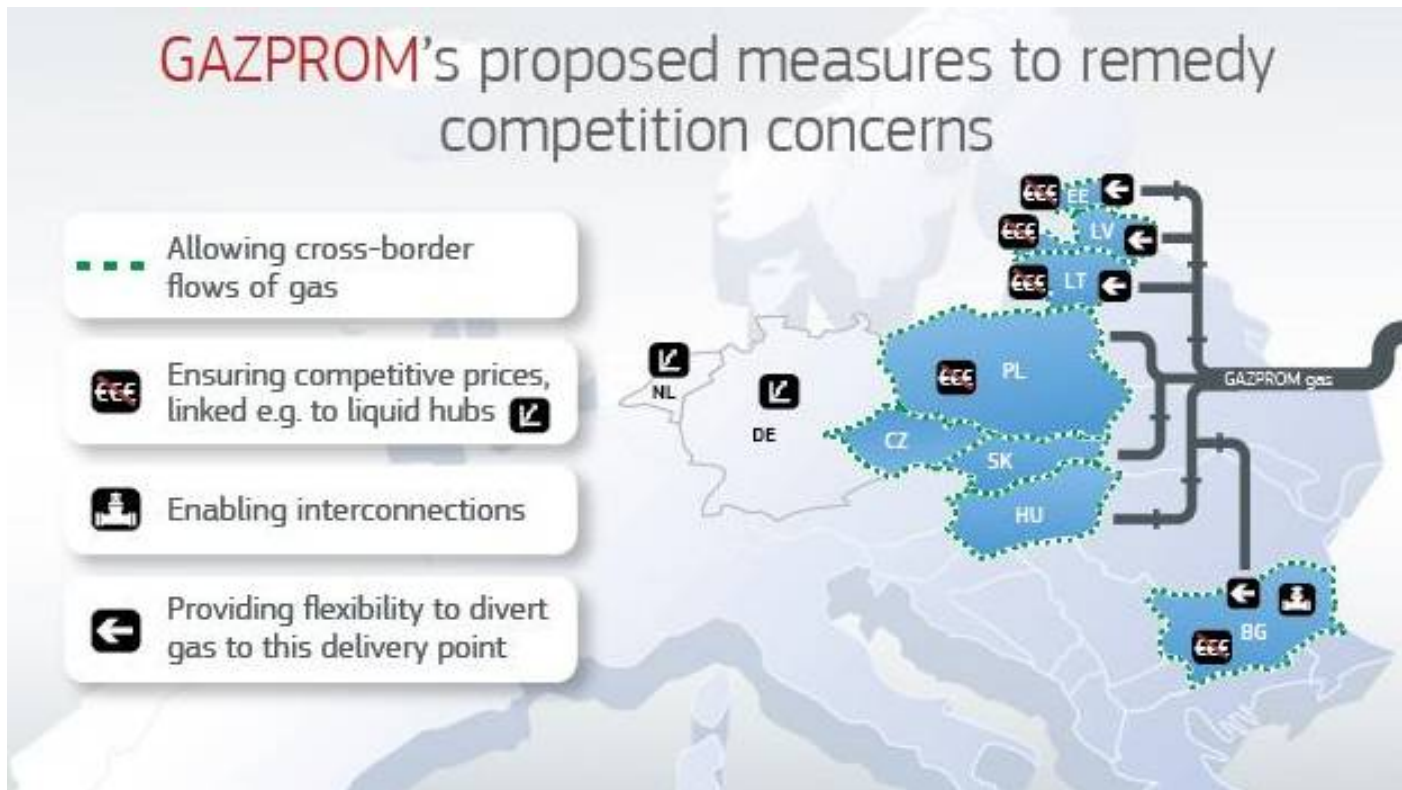 GAZPROM's proposed measures to remedy
competition concerns
Allowing cross-border
flows of gas
€€€
Ensuring competitive prices,
linked e.g. to liquid hubs
Enabling interconnections
Providing flexibility to divert
gas to this delivery point
€€€
EE
€€€
LV
€€€
LT
NL
DE
€€€
PL
CZ
SK
HU
GAZPROM gas
BG
€€€